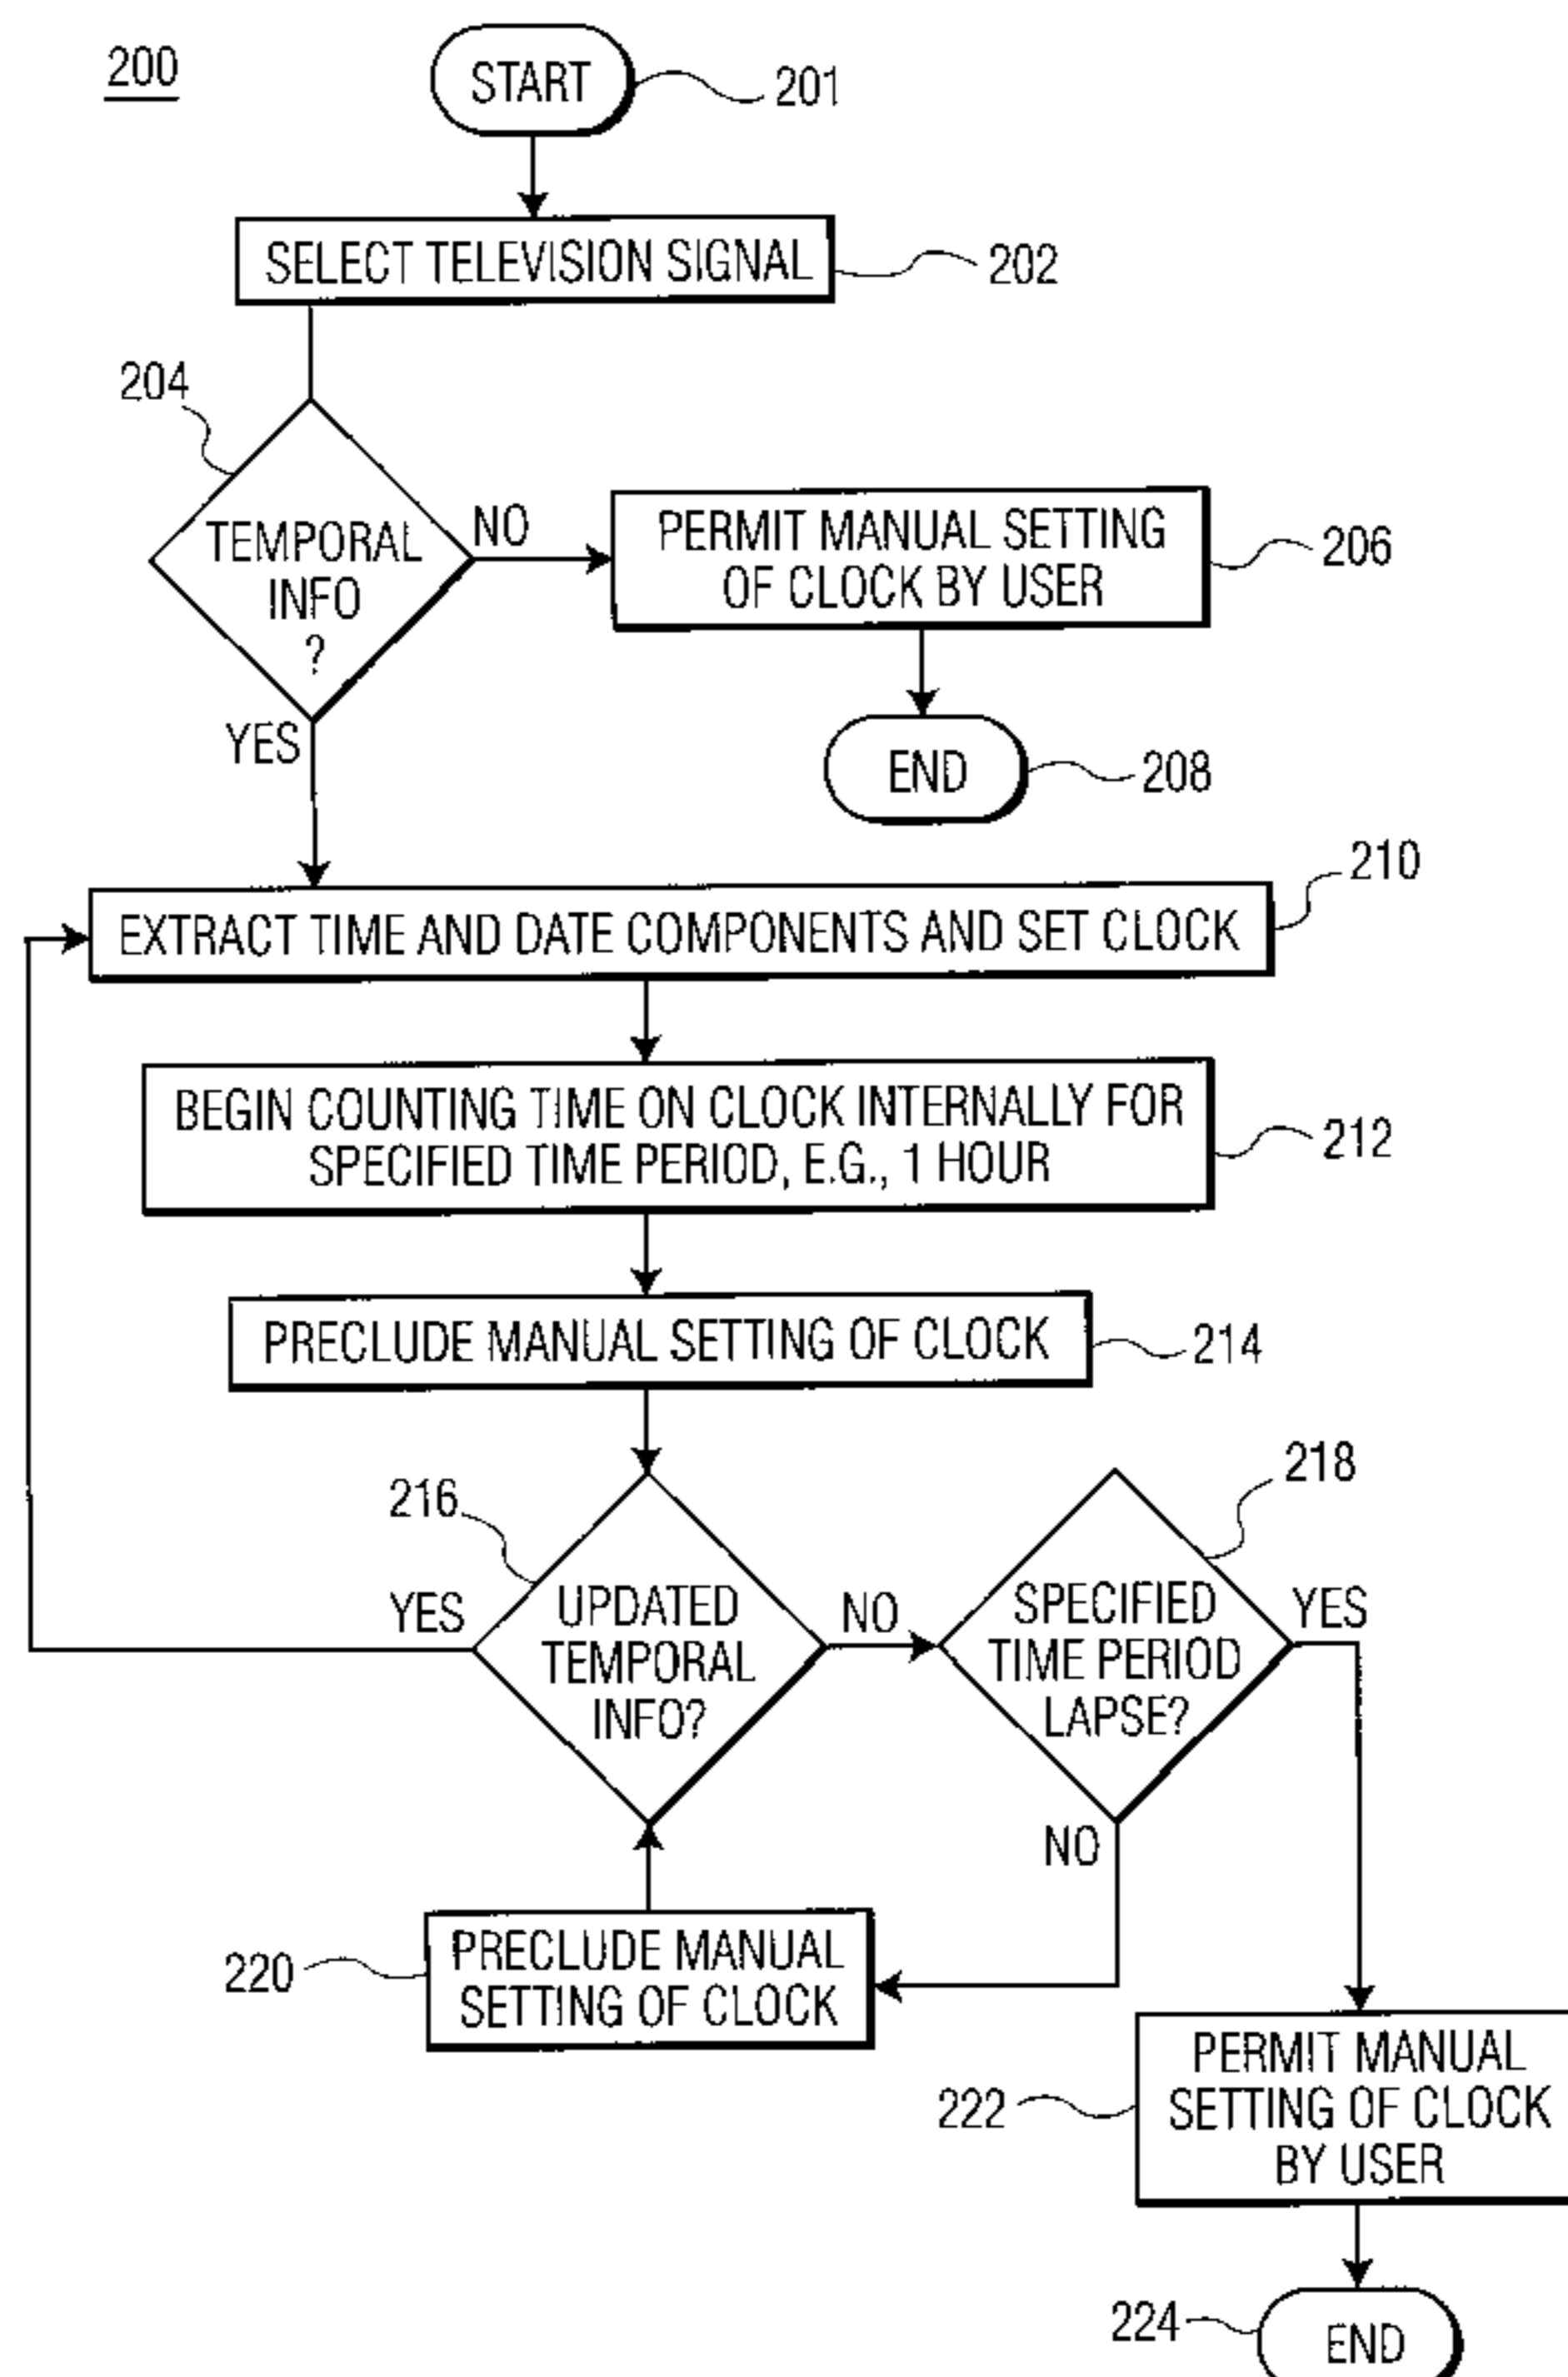 200
START
201
SELECT TELEVISION SIGNAL
202
204
TEMPORAL
INFO
?
NO
YES
PERMIT MANUAL SETTING
OF CLOCK BY USER
206
END
208
210
EXTRACT TIME AND DATE COMPONENTS AND SET CLOCK
BEGIN COUNTING TIME ON CLOCK INTERNALLY FOR
SPECIFIED TIME PERIOD, E.G., 1 HOUR
212
PRECLUDE MANUAL SETTING OF CLOCK
214
216
YES
UPDATED
TEMPORAL
INFO?
NO
218
SPECIFIED
TIME PERIOD
LAPSE?
YES
NO
220
PRECLUDE MANUAL
SETTING OF CLOCK
222
PERMIT MANUAL
SETTING OF CLOCK
BY USER
224
END